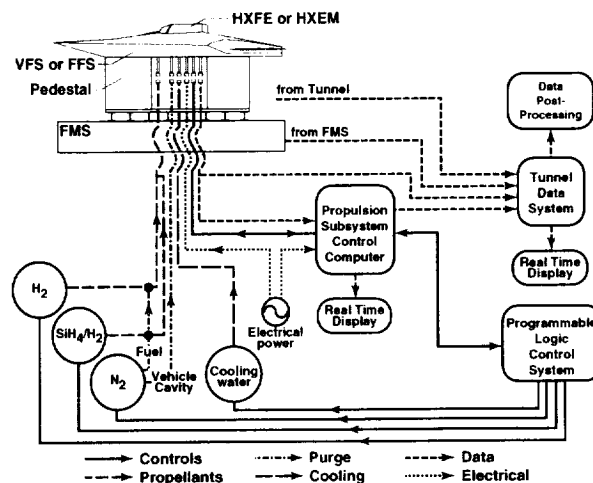 HXFE or HXEM
VFS or FFS
Pedestal
FMS
from Tunnel
from FMS
Data
Post-
Processing
Tunnel
Data
System
Real Time
Display
Propulsion
Subsystem
Control
Computer
Real Time
Display
Electrical
power
Programmable
Logic
Control
System
H2
SiH4/H2
N2
Fuel
Vehicle
Cavity
Cooling
water
Controls
Purge
Data
Propellants
Cooling
Electrical